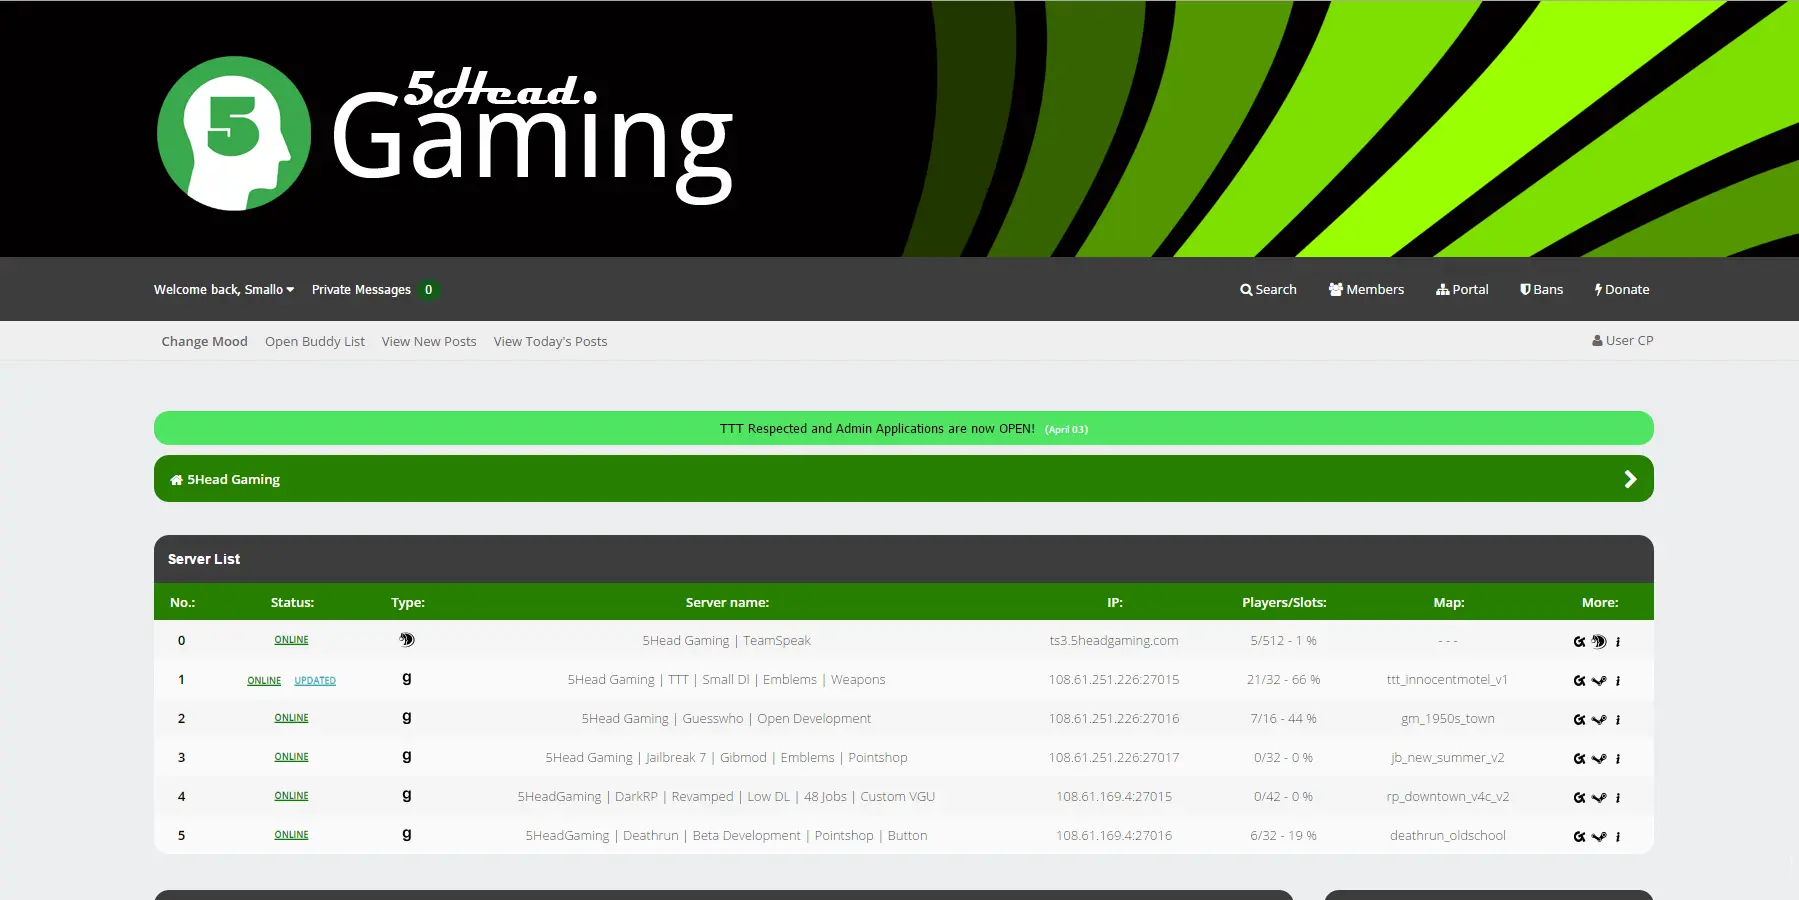 5
5Head
Gaming
Welcome back, Smallo Private Messages 0 Search Members Portal Bans Donate
Change Mood Open Buddy List View New Posts View Today's Posts User CP
TTT Respected and Admin Applications are now OPEN! (April 03)
5Head Gaming
Server List
No.: Status: Type: Server name: IP: Players/Slots: Map: More:
0 ONLINE 5Head Gaming | TeamSpeak ts3.5headgaming.com 5/512 - 1 % - - - i
1 ONLINE UPDATED g 5Head Gaming | TTT | Small Dl | Emblems | Weapons 108.61.251.226:27015 21/32 - 66 % ttt_innocentmotel_v1 i
2 ONLINE g 5Head Gaming | Guesswho | Open Development 108.61.251.226:27016 7/16 - 44 % gm_1950s_town i
3 ONLINE g 5Head Gaming | Jailbreak 7 | Gibmod | Emblems | Pointshop 108.61.251.226:27017 0/32 - 0 % jb_new_summer_v2 i
4 ONLINE g 5HeadGaming | DarkRP | Revamped | Low DL | 48 Jobs | Custom VGU 108.61.169.4:27015 0/42 - 0 % rp_downtown_v4c_v2 i
5 ONLINE g 5HeadGaming | Deathrun | Beta Development | Pointshop | Button 108.61.169.4:27016 6/32 - 19 % deathrun_oldschool i